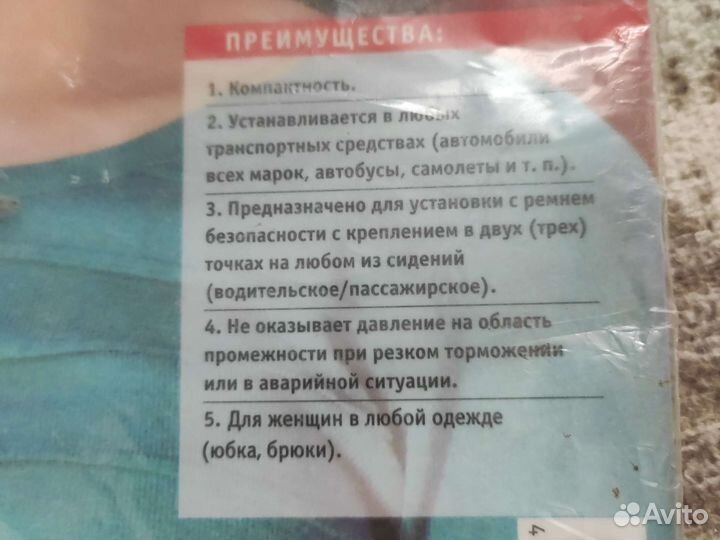 ПРЕИМУЩЕСТВА:
1. Компактность.
2. Устанавливается в любых
транспортных средствах (автомобили
всех марок, автобусы, самолеты и т. п.).
3. Предназначено для установки с ремнем
безопасности с креплением в двух (трех)
точках на любом из сидений
(водительское/пассажирское).
4. Не оказывает давление на область
промежности при резком торможении
или в аварийной ситуации.
5. Для женщин в любой одежде
(юбка, брюки).
4
Avito